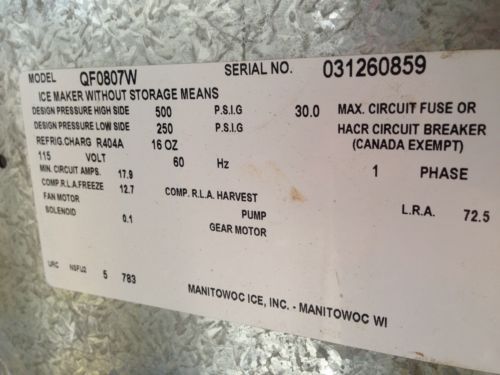 MODEL QF0807W SERIAL NO. 031260859
ICE MAKER WITHOUT STORAGE MEANS
DESIGN PRESSURE HIGH SIDE 500 P.S.I.G 30.0 MAX. CIRCUIT FUSE OR
DESIGN PRESSURE LOW SIDE 250 P.S.I.G HACR CIRCUIT BREAKER
REFRIG.CHARG R404A 16 OZ (CANADA EXEMPT)
115 VOLT 60 Hz 1 PHASE
MIN. CIRCUIT AMPS. 17.9
COMP.R.L.A.FREEZE 12.7 COMP. R.L.A. HARVEST L.R.A. 72.5
FAN MOTOR PUMP
SOLENOID 0.1 GEAR MOTOR
URC NSFU2 5 783
MANITOWOC ICE, INC. - MANITOWOC WI